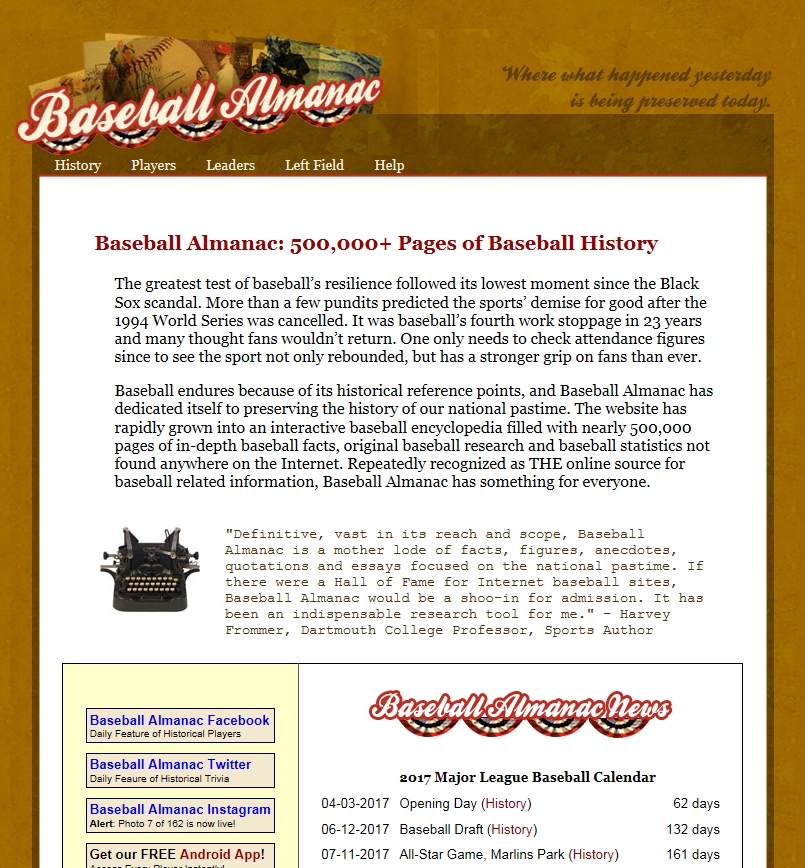 Baseball Almanac
Where what happened yesterday
is being preserved today.
History Players Leaders Left Field Help
Baseball Almanac: 500,000+ Pages of Baseball History
The greatest test of baseball’s resilience followed its lowest moment since the Black
Sox scandal. More than a few pundits predicted the sports’ demise for good after the
1994 World Series was cancelled. It was baseball’s fourth work stoppage in 23 years
and many thought fans wouldn’t return. One only needs to check attendance figures
since to see the sport not only rebounded, but has a stronger grip on fans than ever.
Baseball endures because of its historical reference points, and Baseball Almanac has
dedicated itself to preserving the history of our national pastime. The website has
rapidly grown into an interactive baseball encyclopedia filled with nearly 500,000
pages of in-depth baseball facts, original baseball research and baseball statistics not
found anywhere on the Internet. Repeatedly recognized as THE online source for
baseball related information, Baseball Almanac has something for everyone.
"Definitive, vast in its reach and scope, Baseball
Almanac is a mother lode of facts, figures, anecdotes,
quotations and essays focused on the national pastime. If
there were a Hall of Fame for Internet baseball sites,
Baseball Almanac would be a shoo-in for admission. It has
been an indispensable research tool for me." - Harvey
Frommer, Dartmouth College Professor, Sports Author
Baseball Almanac Facebook
Daily Feature of Historical Players
Baseball Almanac Twitter
Daily Feaure of Historical Trivia
Baseball Almanac Instagram
Alert: Photo 7 of 162 is now live!
Get our FREE Android App!
Baseball Almanac News
2017 Major League Baseball Calendar
04-03-2017 Opening Day (History) 62 days
06-12-2017 Baseball Draft (History) 132 days
07-11-2017 All-Star Game, Marlins Park (History) 161 days